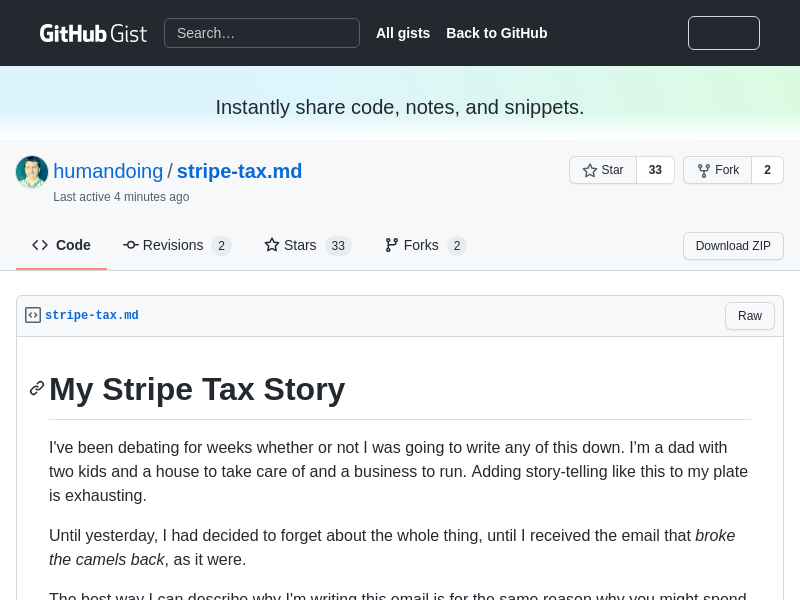 GitHub Gist Search… All gists Back to GitHub
Instantly share code, notes, and snippets.
humandoing / stripe-tax.md
Star 33 Fork 2
Last active 4 minutes ago
Code Revisions 2 Stars 33 Forks 2 Download ZIP
stripe-tax.md Raw
My Stripe Tax Story
I've been debating for weeks whether or not I was going to write any of this down. I'm a dad with
two kids and a house to take care of and a business to run. Adding story-telling like this to my plate
is exhausting.
Until yesterday, I had decided to forget about the whole thing, until I received the email that broke
the camels back, as it were.
The best way I can describe why I'm writing this email is for the same reason why you might spend